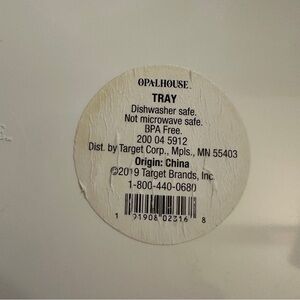 OPALHOUSE
TRAY
Dishwasher safe.
Not microwave safe.
BPA Free.
200 04 5912
Dist. by Target Corp., Mpls., MN 55403
Origin: China
©2019 Target Brands, Inc.
1-800-440-0680
1 91908 02316 8